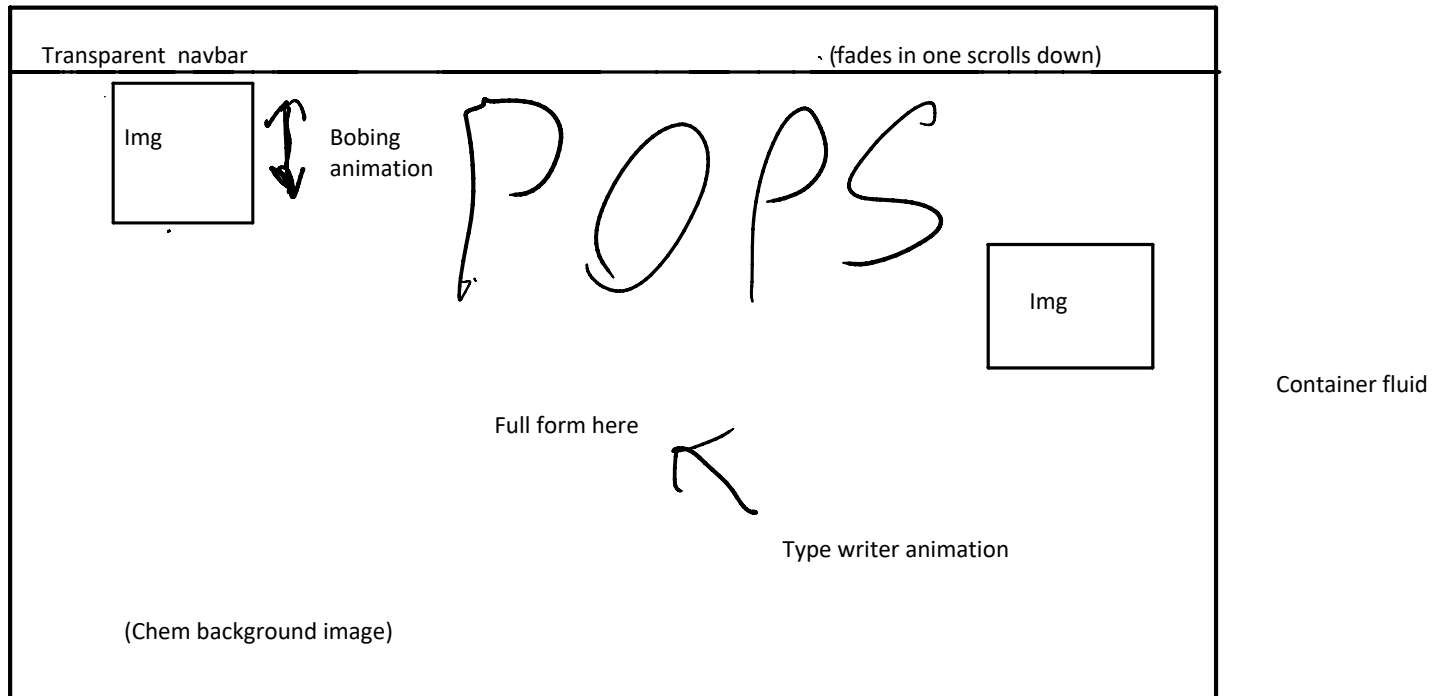 Transparent navbar
(fades in one scrolls down)
Img
Bobing
animation
POPS
Img
Container fluid
Full form here
Type writer animation
(Chem background image)